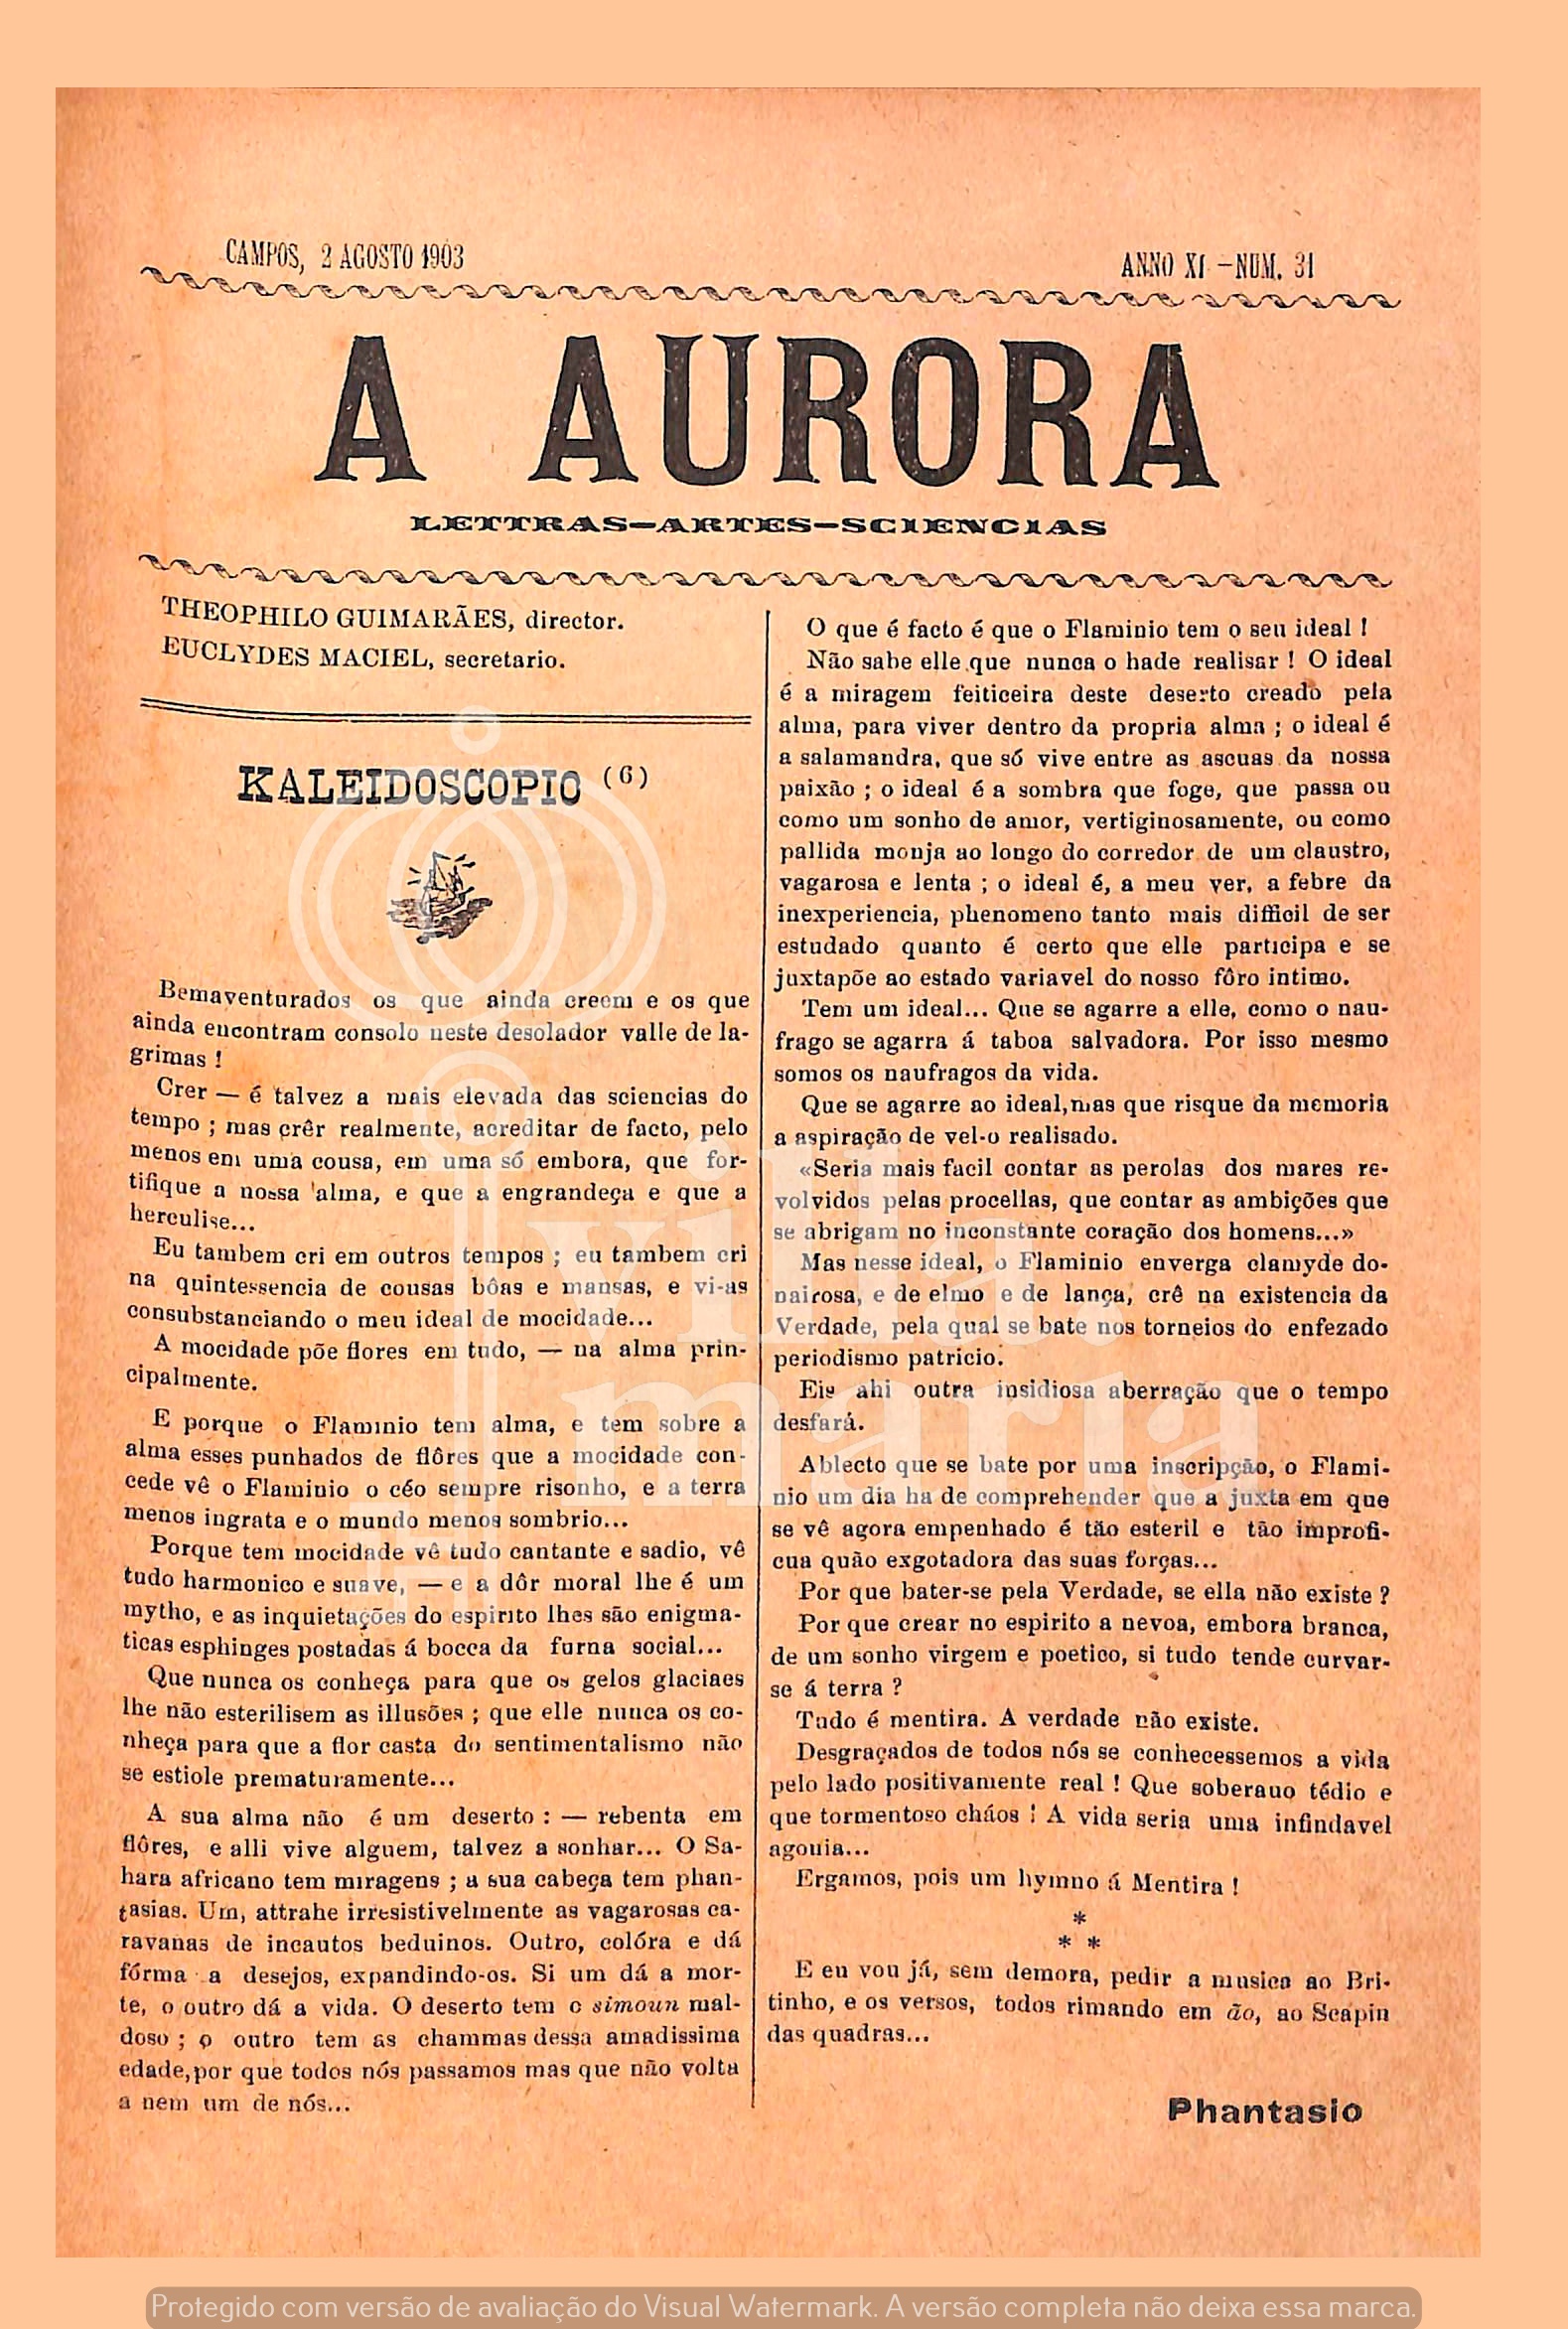 CAMPOS, 2 AGOSTO 1903
ANNO XI —NUM. 31
A AURORA
LETTRAS—ARTES—SCIENCIAS
THEOPHILO GUIMARÃES, director.
EUCLYDES MACIEL, secretario.
KALEIDOSCOPIO (6)
Bemaventurados os que ainda creem e os que
ainda encontram consolo neste desolador valle de la-
grimas !
Crer — é talvez a mais elevada das sciencias do
tempo ; mas crêr realmente, acreditar de facto, pelo
menos em uma cousa, em uma só embora, que for-
tifique a nossa alma, e que a engrandeça e que a
herculise...
Eu tambem cri em outros tempos ; eu tambem cri
na quintessencia de cousas bôas e mansas, e vi-as
consubstanciando o meu ideal de mocidade...
A mocidade põe flores em tudo, — na alma prin-
cipalmente.
E porque o Flaminio tem alma, e tem sobre a
alma esses punhados de flôres que a mocidade con-
cede vê o Flaminio o céo sempre risonho, e a terra
menos ingrata e o mundo menos sombrio...
Porque tem mocidade vê tudo cantante e sadio, vê
tudo harmonico e suave, — e a dôr moral lhe é um
mytho, e as inquietações do espirito lhes são enigma-
ticas esphinges postadas á bocca da furna social...
Que nunca os conheça para que os gelos glaciaes
lhe não esterilisem as illusões ; que elle nunca os co-
nheça para que a flor casta do sentimentalismo não
se estiole prematuramente...
A sua alma não é um deserto : — rebenta em
flôres, e alli vive alguem, talvez a sonhar... O Sa-
hara africano tem miragens ; a sua cabeça tem phan-
tasias. Um, attrahe irresistivelmente as vagarosas ca-
ravanas de incautos beduinos. Outro, colóra e dá
fórma a desejos, expandindo-os. Si um dá a mor-
te, o outro dá a vida. O deserto tem o simoun mal-
doso ; o outro tem as chammas dessa amadissima
edade,por que todos nós passamos mas que não volta
a nem um de nós...
O que é facto é que o Flaminio tem o seu ideal !
Não sabe elle que nunca o hade realisar ! O ideal
é a miragem feiticeira deste deserto creado pela
alma, para viver dentro da propria alma ; o ideal é
a salamandra, que só vive entre as ascuas da nossa
paixão ; o ideal é a sombra que foge, que passa ou
como um sonho de amor, vertiginosamente, ou como
pallida monja ao longo do corredor de um claustro,
vagarosa e lenta ; o ideal é, a meu ver, a febre da
inexperiencia, phenomeno tanto mais difficil de ser
estudado quanto é certo que elle participa e se
juxtapõe ao estado variavel do nosso fôro intimo.
Tem um ideal... Que se agarre a elle, como o nau-
frago se agarra á taboa salvadora. Por isso mesmo
somos os naufragos da vida.
Que se agarre ao ideal,mas que risque da memoria
a aspiração de vel-o realisado.
«Seria mais facil contar as perolas dos mares re-
volvidos pelas procellas, que contar as ambições que
se abrigam no inconstante coração dos homens...»
Mas nesse ideal, o Flaminio enverga clamyde do-
nairosa, e de elmo e de lança, crê na existencia da
Verdade, pela qual se bate nos torneios do enfezado
periodismo patricio.
Eis ahi outra insidiosa aberração que o tempo
desfará.
Ablecto que se bate por uma inscripção, o Flami-
nio um dia ha de comprehender que a juxta em que
se vê agora empenhado é tão esteril e tão improfi-
cua quão exgotadora das suas forças...
Por que bater-se pela Verdade, se ella não existe ?
Por que crear no espirito a nevoa, embora branca,
de um sonho virgem e poetico, si tudo tende curvar-
se á terra ?
Tudo é mentira. A verdade não existe.
Desgraçados de todos nós se conhecessemos a vida
pelo lado positivamente real ! Que soberano tédio e
que tormentoso cháos ! A vida seria uma infindavel
agonia...
Ergamos, pois um hymno á Mentira !
*
* *
E eu vou já, sem demora, pedir a musica ao Bri-
tinho, e os versos, todos rimando em ão, ao Scapin
das quadras...
Phantasio
villa
maria
Protegido com versão de avaliação do Visual Watermark. A versão completa não deixa essa marca.